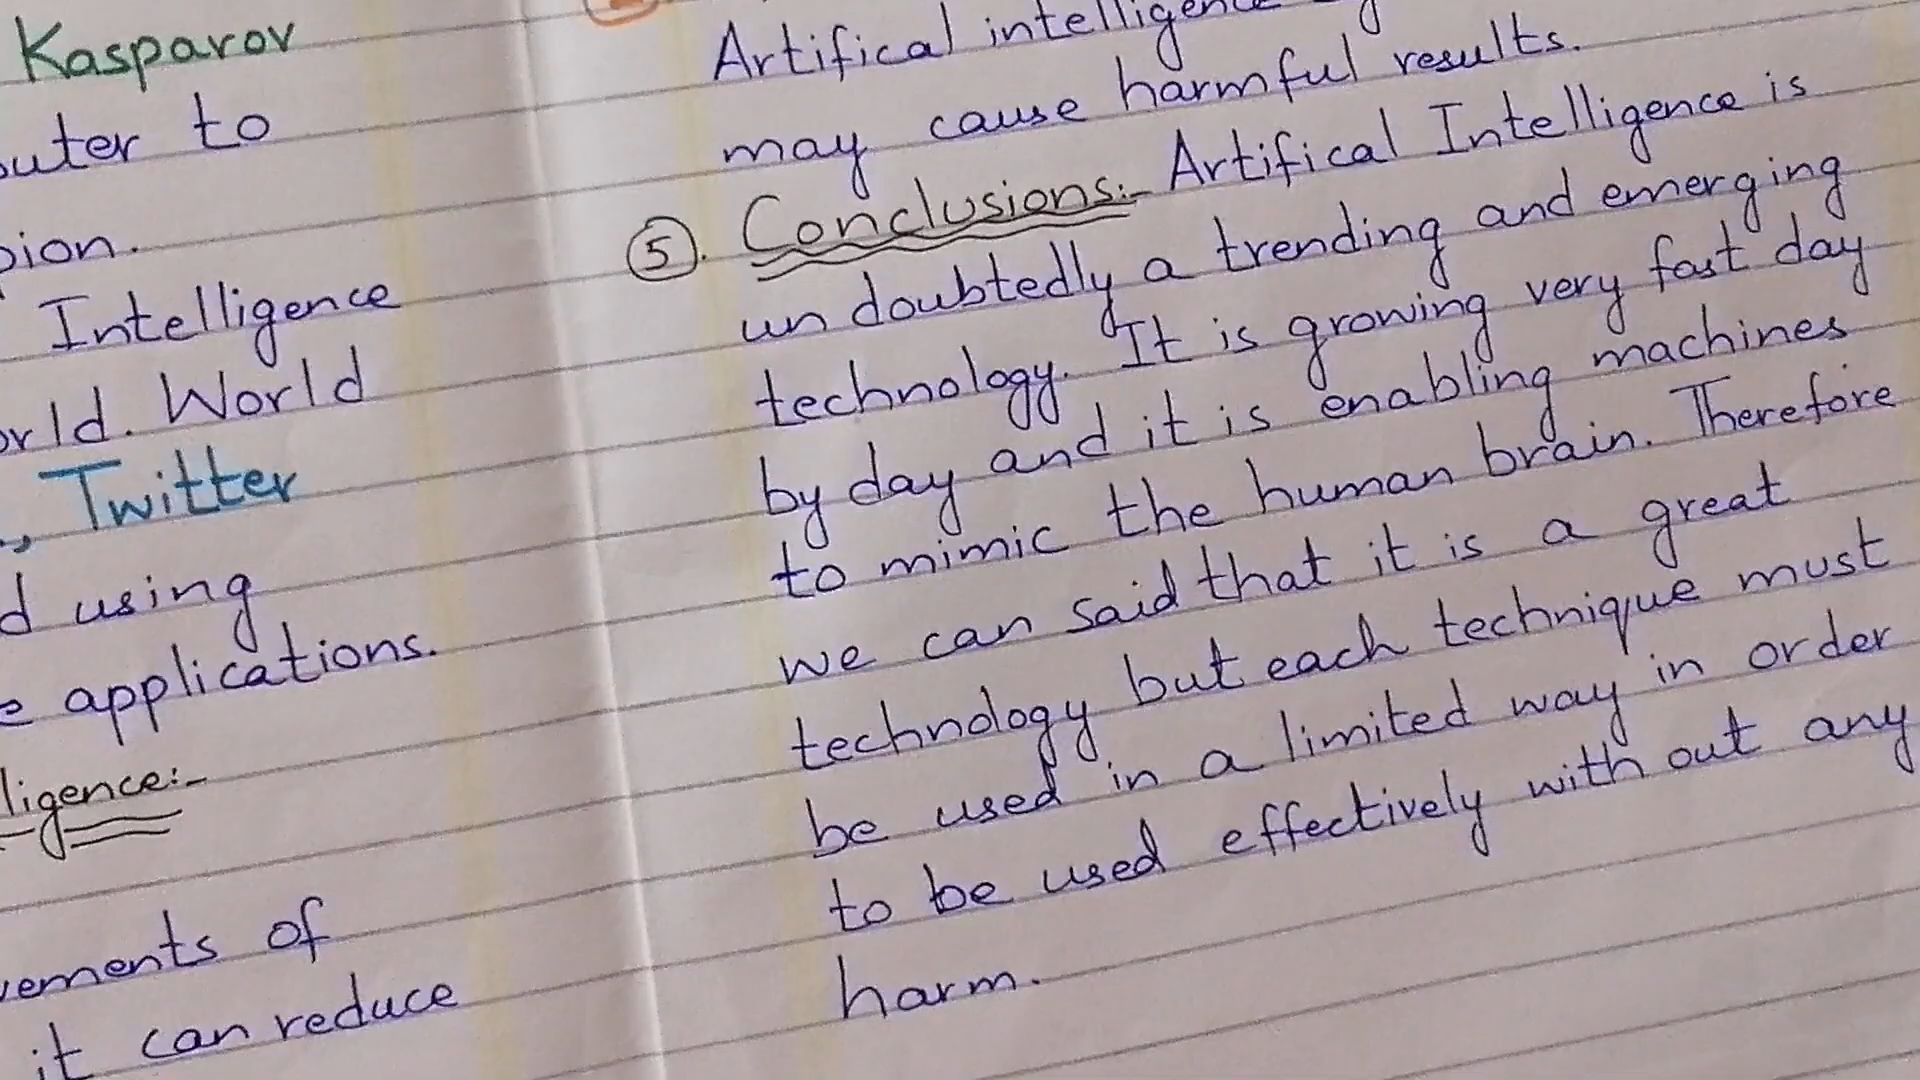 Kasparov
uter to
pion.
Intelligence
orld. World
, Twitter
d using
e applications.
ligence:-
vements of
it can reduce
Artifical intelligence
may cause harmful results.
5. Conclusions:- Artifical Intelligence is
un doubtedly a trending and emerging
technology. It is growing very fast day
by day and it is enabling machines
to mimic the human brain. Therefore
we can said that it is a great
technology but each technique must
be used in a limited way in order
to be used effectively with out any
harm.